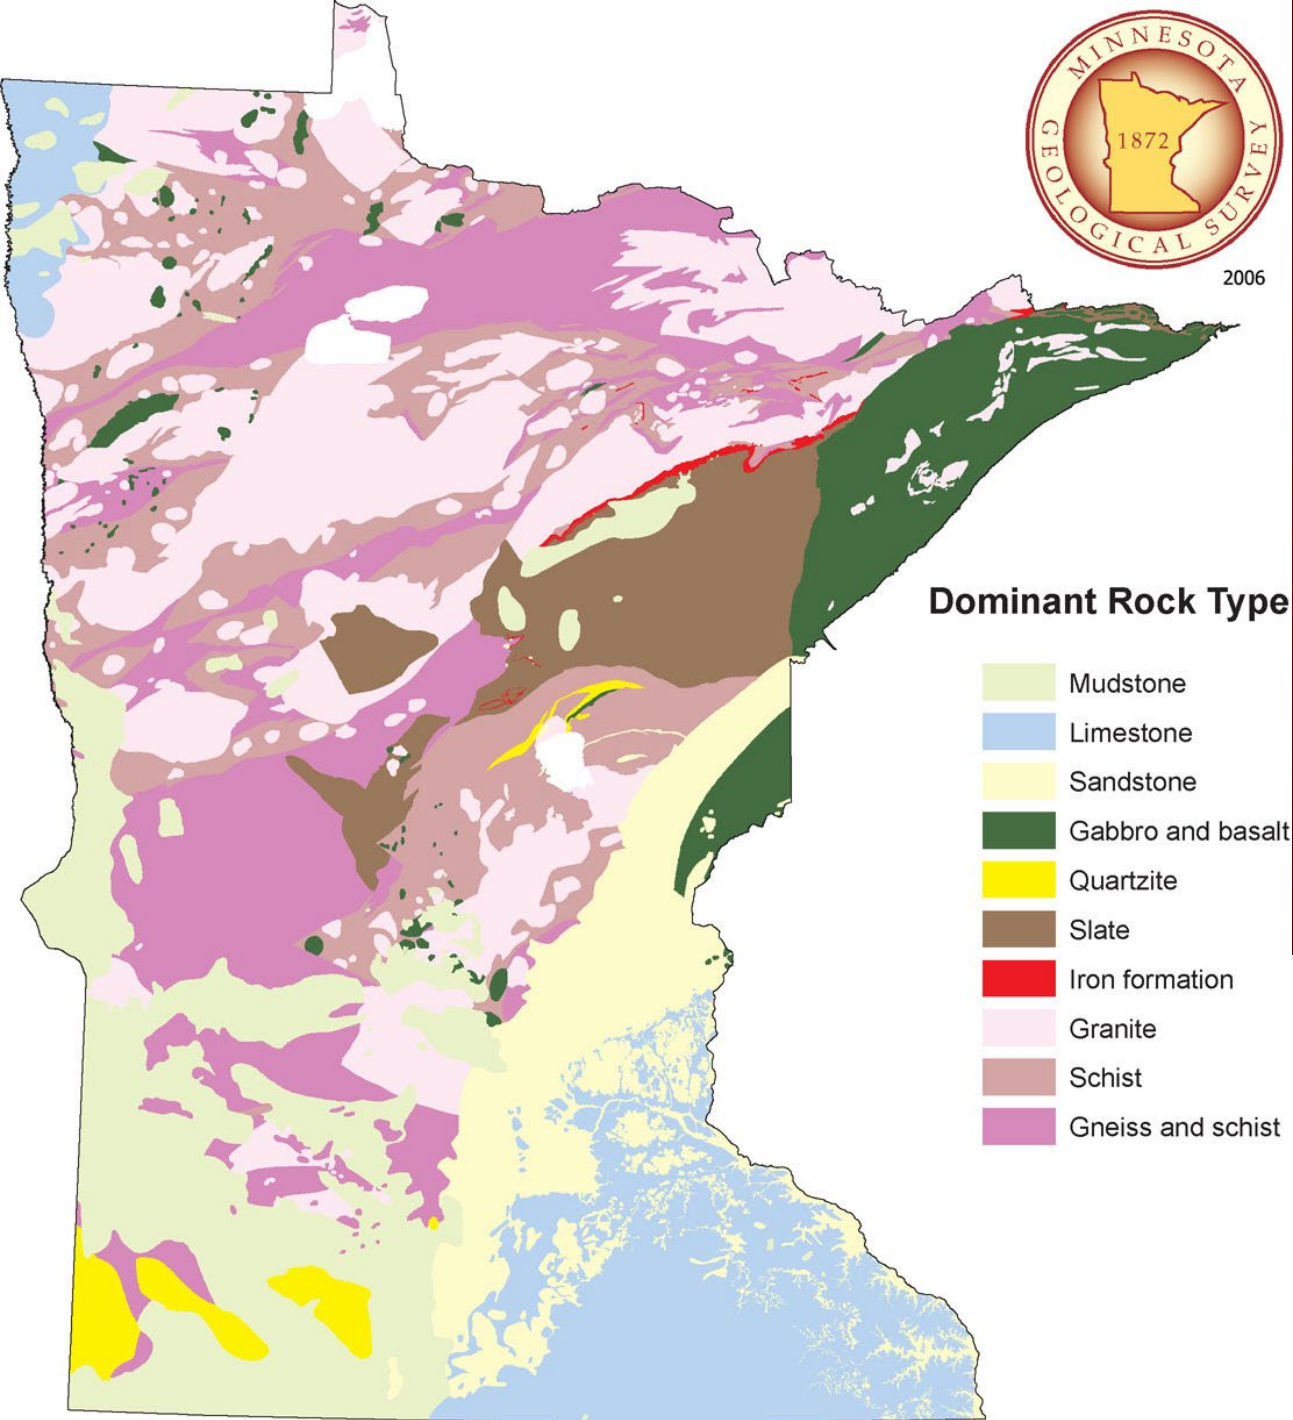 MINNESOTA
GEOLOGICAL SURVEY
1872
2006
Dominant Rock Type
Mudstone
Limestone
Sandstone
Gabbro and basalt
Quartzite
Slate
Iron formation
Granite
Schist
Gneiss and schist